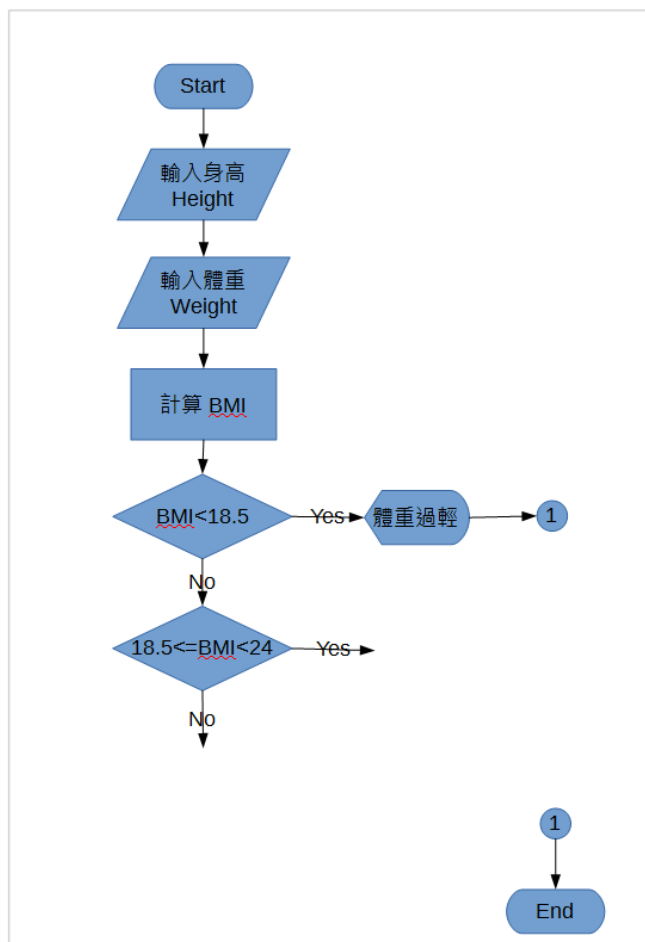 Start
輸入身高
Height
輸入體重
Weight
計算 BMI
BMI<18.5
Yes
體重過輕
1
No
18.5<=BMI<24
Yes
No
1
End